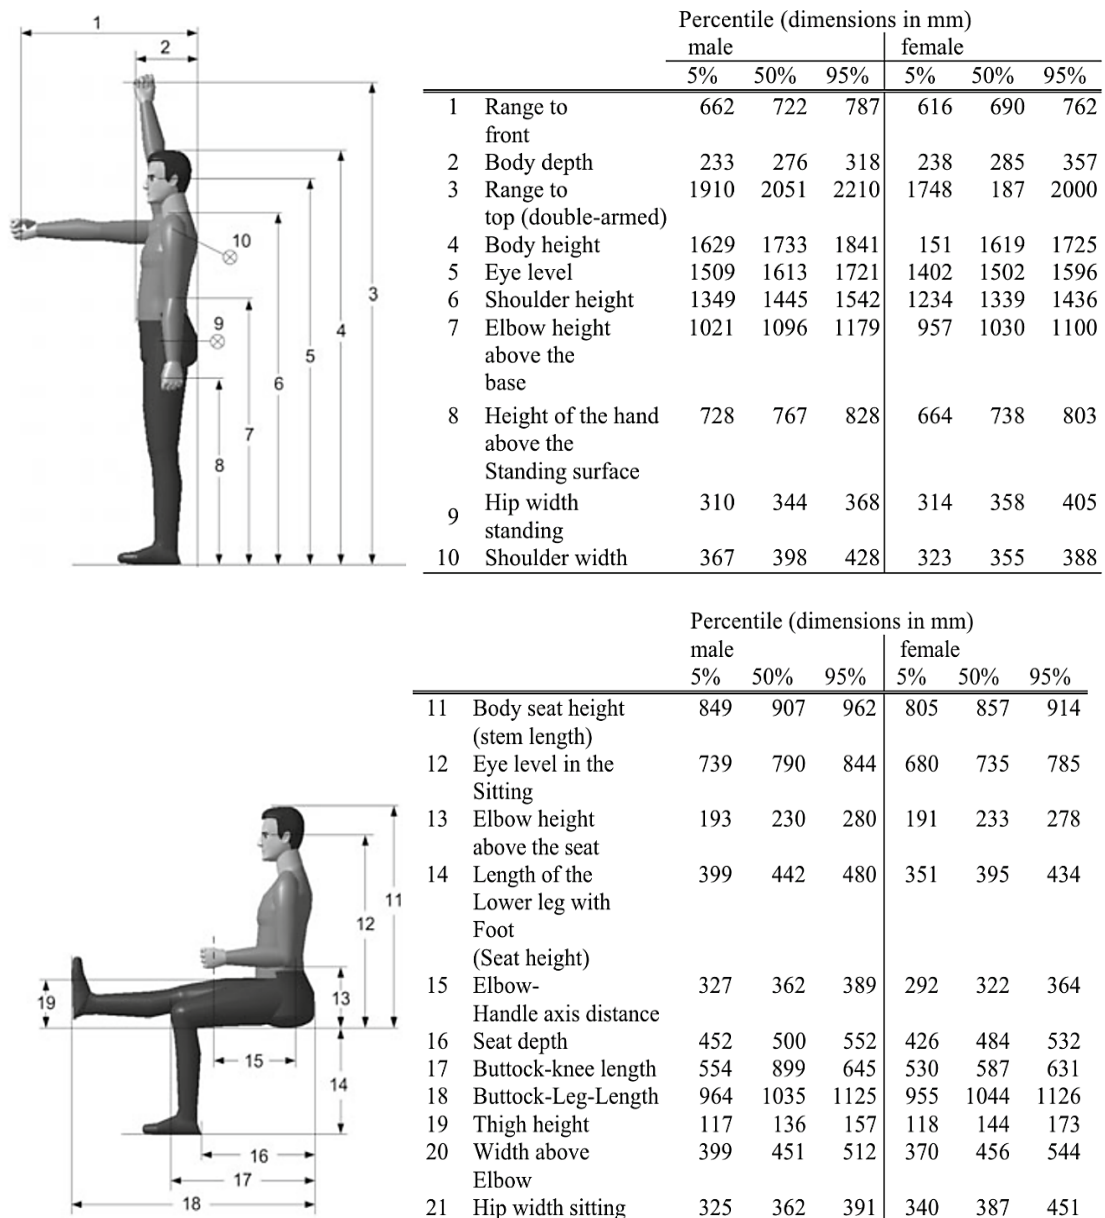 Percentile (dimensions in mm)
male female
5% 50% 95% 5% 50% 95%
1 Range to 662 722 787 616 690 762
front
2 Body depth 233 276 318 238 285 357
3 Range to 1910 2051 2210 1748 187 2000
top (double-armed)
4 Body height 1629 1733 1841 151 1619 1725
5 Eye level 1509 1613 1721 1402 1502 1596
6 Shoulder height 1349 1445 1542 1234 1339 1436
7 Elbow height 1021 1096 1179 957 1030 1100
above the
base
8 Height of the hand 728 767 828 664 738 803
above the
Standing surface
9 Hip width 310 344 368 314 358 405
standing
10 Shoulder width 367 398 428 323 355 388
1
2
10
3
9
4
5
6
7
8
Percentile (dimensions in mm)
male female
5% 50% 95% 5% 50% 95%
11 Body seat height 849 907 962 805 857 914
(stem length)
12 Eye level in the 739 790 844 680 735 785
Sitting
13 Elbow height 193 230 280 191 233 278
above the seat
14 Length of the 399 442 480 351 395 434
Lower leg with
Foot
(Seat height)
15 Elbow- 327 362 389 292 322 364
Handle axis distance
16 Seat depth 452 500 552 426 484 532
17 Buttock-knee length 554 899 645 530 587 631
18 Buttock-Leg-Length 964 1035 1125 955 1044 1126
19 Thigh height 117 136 157 118 144 173
20 Width above 399 451 512 370 456 544
Elbow
21 Hip width sitting 325 362 391 340 387 451
11
12
19
13
15
14
16
17
18